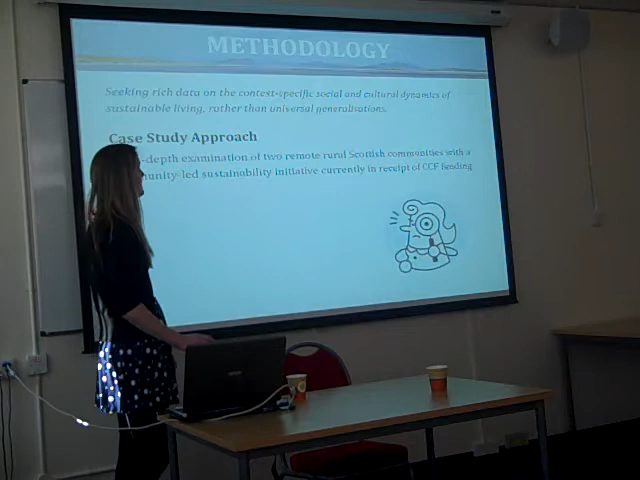 METHODOLOGY
Seeking rich data on the context-specific social and cultural dynamics of
sustainable living, rather than universal generalisations.
Case Study Approach
-depth examination of two remote rural Scottish communities with a
unity-led sustainability initiative currently in receipt of CCF funding